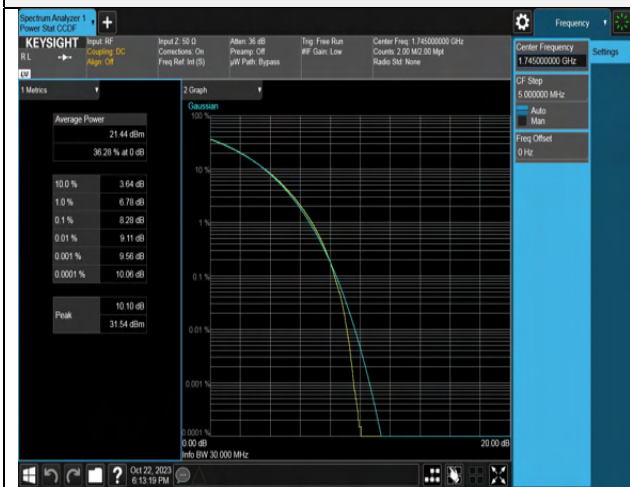 Spectrum Analyzer 1
Power Stat CCDF
Frequency
KEYSIGHT
RL
Input: RF
Coupling: DC
Align: Off
Input Z: 50 Ω
Corrections: On
Freq Ref: Int (S)
Atten: 36 dB
Preamp: Off
µW Path: Bypass
Trig: Free Run
#IF Gain: Low
Center Freq: 1.745000000 GHz
Counts: 2.00 M/2.00 Mpt
Radio Std: None
Center Frequency
1.745000000 GHz
Settings
CF Step
5.000000 MHz
Auto
Man
Freq Offset
0 Hz
1 Metrics
Average Power
21.44 dBm
36.28 % at 0 dB
10.0 % 3.64 dB
1.0 % 6.78 dB
0.1 % 8.28 dB
0.01 % 9.11 dB
0.001 % 9.56 dB
0.0001 % 10.06 dB
Peak
10.10 dB
31.54 dBm
2 Graph
Gaussian
100 %
10 %
1 %
0.1 %
0.01 %
0.001 %
0.0001 %
0.00 dB
20.00 dB
Info BW 30.000 MHz
Oct 22, 2023
6:13:19 PM